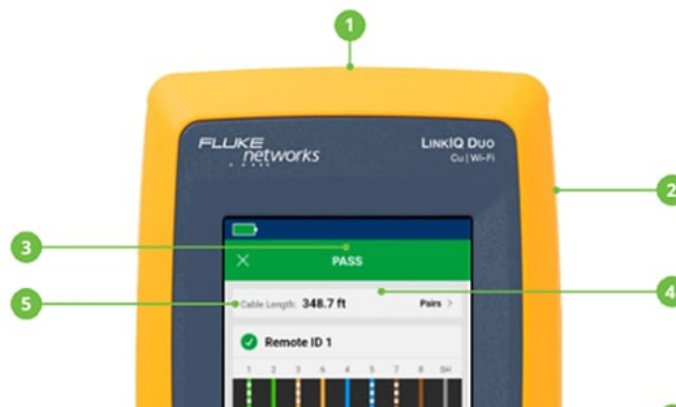 1
FLUKE
networks
LINKIQ DUO
Cu | Wi-Fi
2
3
PASS
4
5
Cable Length: 348.7 ft
Pairs >
Remote ID 1
1 2 3 6 4 5 7 8 SH